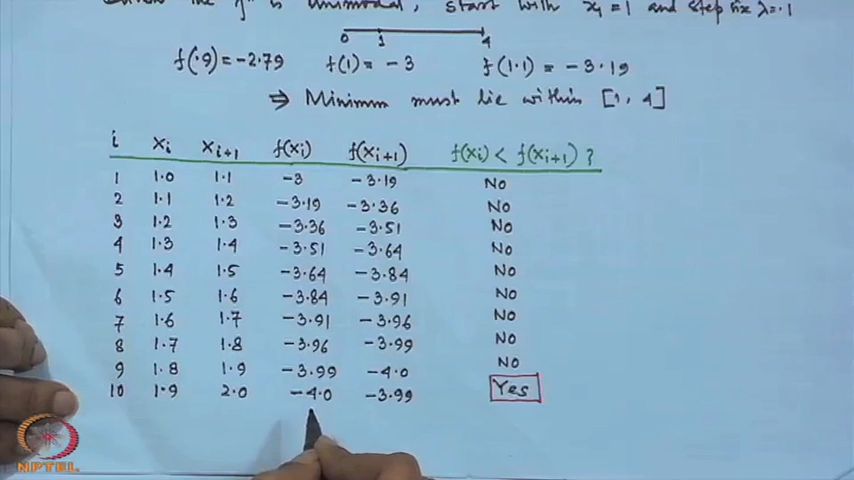 the fn is unimodal, start with x1 = 1 and step size λ = ·1
0 1 4
f(·9) = -2·79 f(1) = -3 f(1·1) = -3·19
⇒ Minimum must lie within [1, 4]
i xi xi+1 f(xi) f(xi+1) f(xi) < f(xi+1) ?
1 1·0 1·1 -3 -3·19 No
2 1·1 1·2 -3·19 -3·36 No
3 1·2 1·3 -3·36 -3·51 No
4 1·3 1·4 -3·51 -3·64 No
5 1·4 1·5 -3·64 -3·84 No
6 1·5 1·6 -3·84 -3·91 No
7 1·6 1·7 -3·91 -3·96 No
8 1·7 1·8 -3·96 -3·99 No
9 1·8 1·9 -3·99 -4·0 No
10 1·9 2·0 -4·0 -3·99 Yes
NPTEL